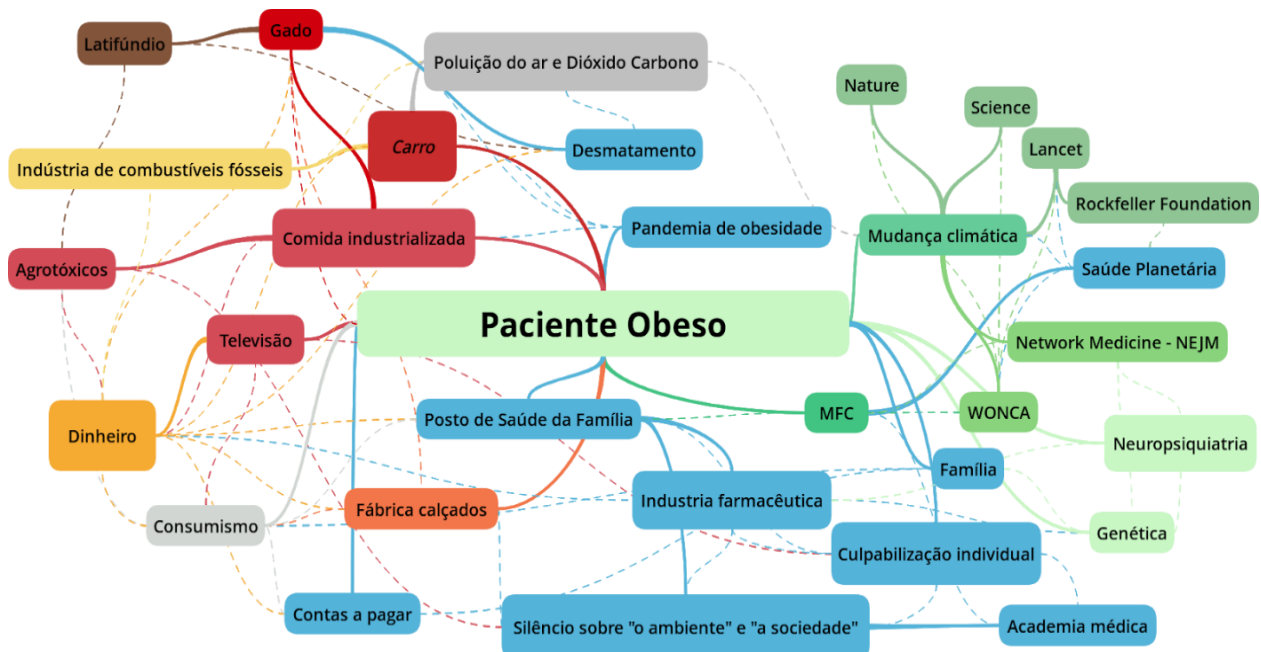 Gado
Latifúndio
Poluição do ar e Dióxido Carbono
Nature
Science
Carro
Desmatamento
Lancet
Indústria de combustíveis fósseis
Rockfeller Foundation
Pandemia de obesidade
Comida industrializada
Mudança climática
Agrotóxicos
Saúde Planetária
Paciente Obeso
Televisão
Network Medicine - NEJM
Posto de Saúde da Família
MFC
WONCA
Dinheiro
Neuropsiquiatria
Família
Industria farmacêutica
Fábrica calçados
Consumismo
Genética
Culpabilização individual
Contas a pagar
Silêncio sobre "o ambiente" e "a sociedade"
Academia médica